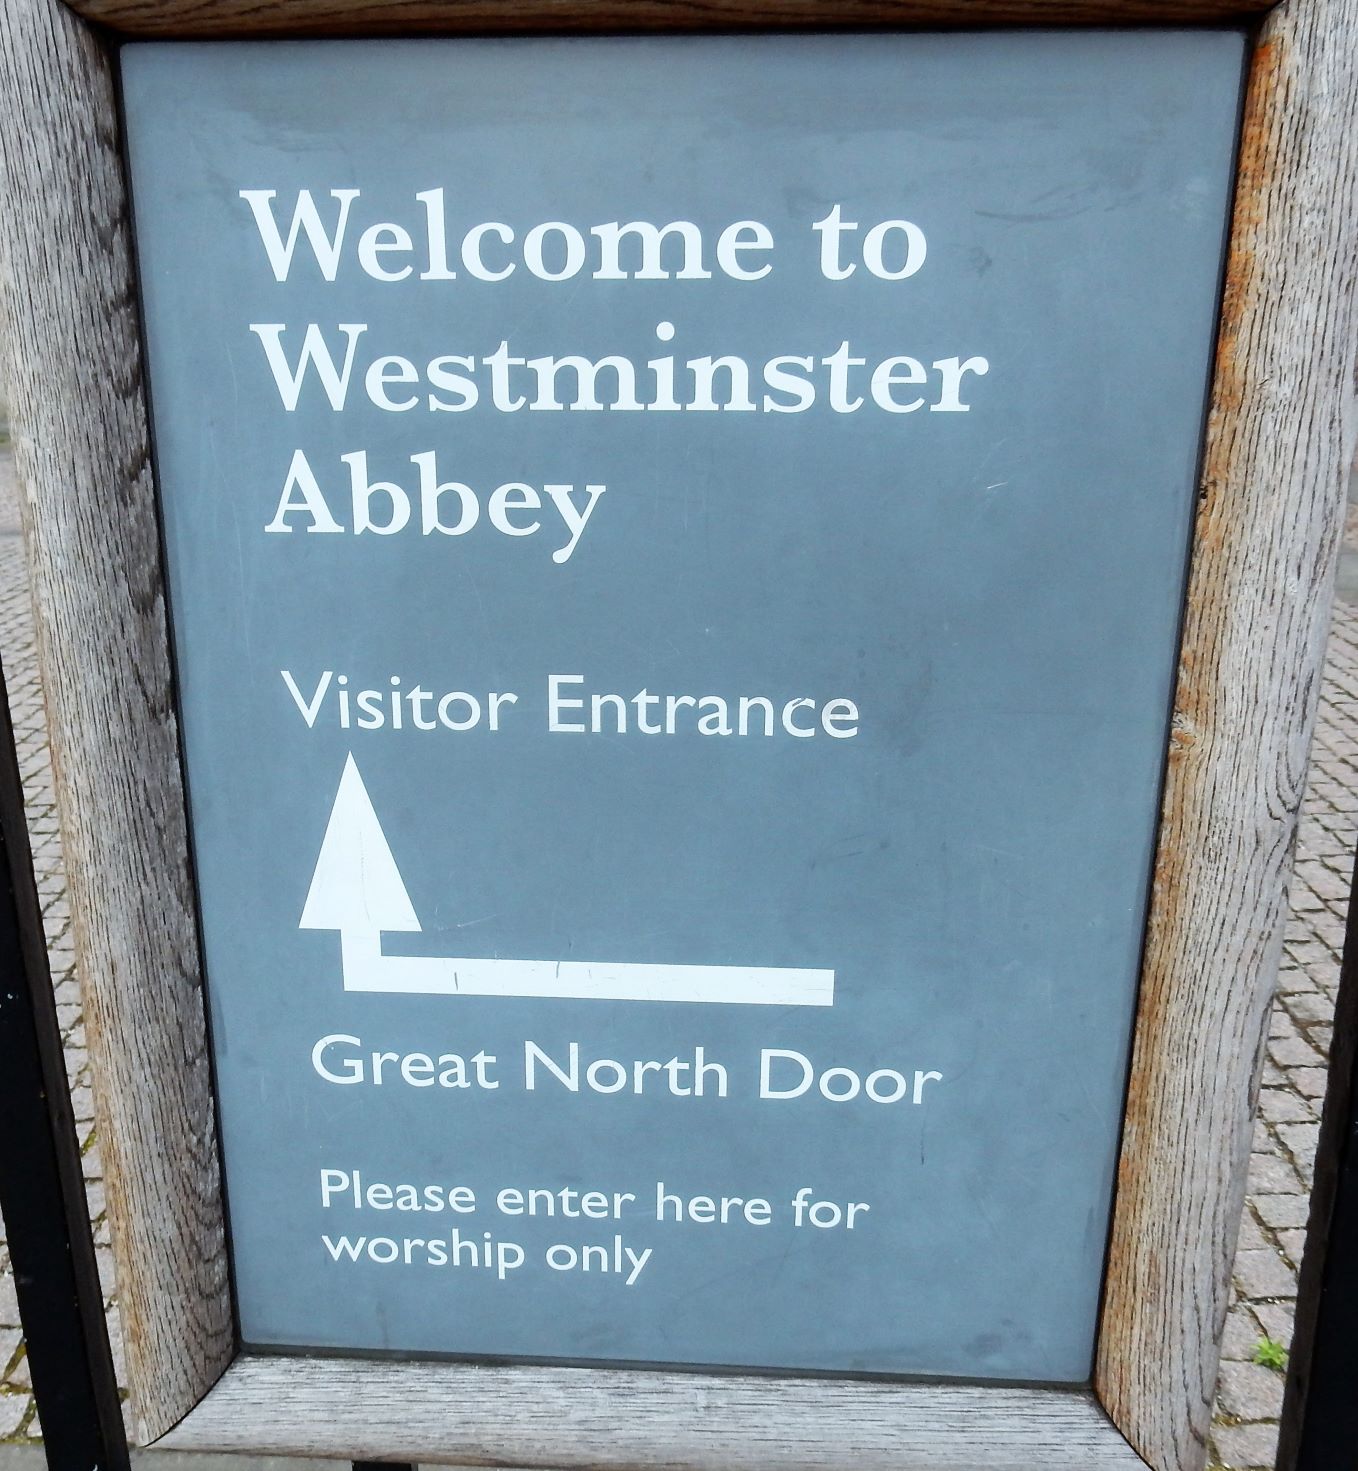 Welcome to
Westminster
Abbey
Visitor Entrance
Great North Door
Please enter here for
worship only